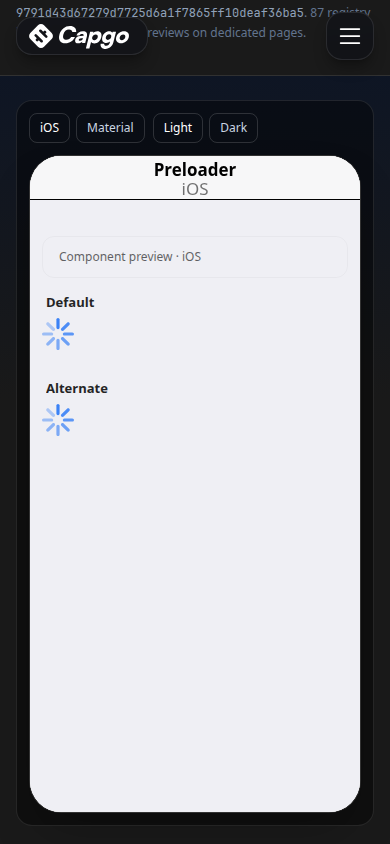 9791d43d67279d7725d6a1f7865ff10deaf36ba5. 87 registry
Capgo
reviews on dedicated pages.
iOS
Material
Light
Dark
Preloader
iOS
Component preview · iOS
Default
Alternate